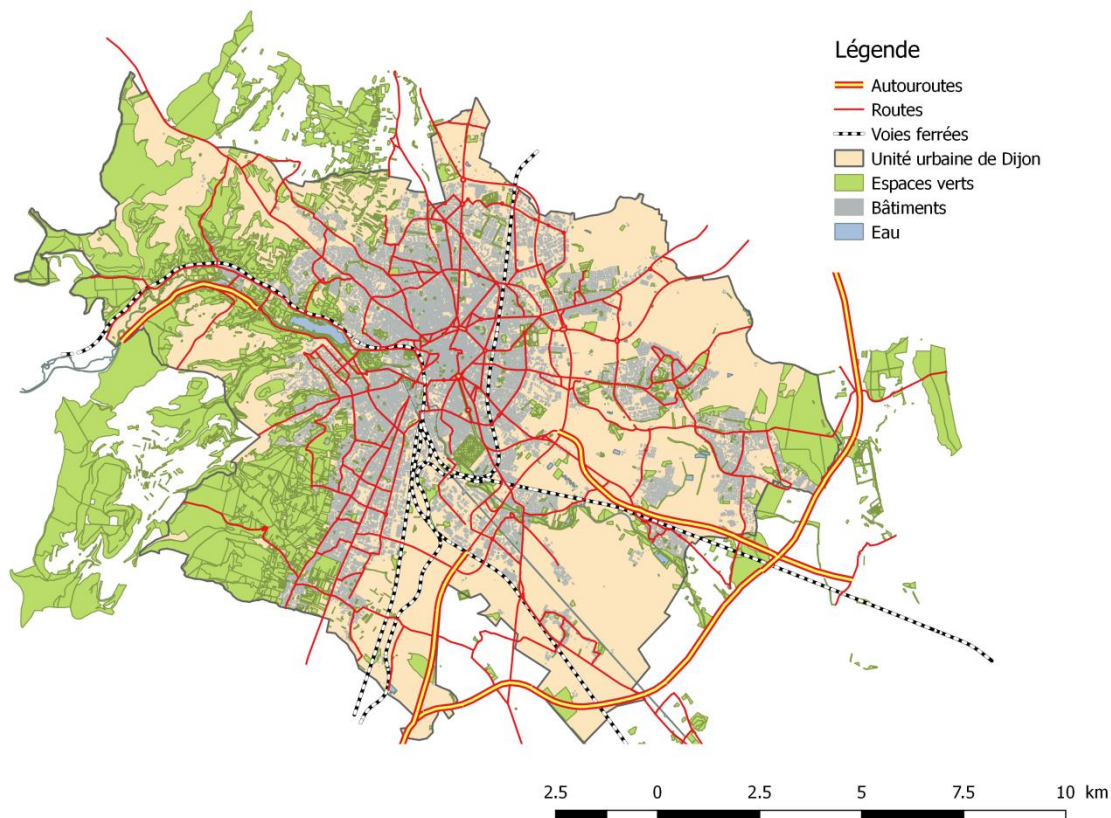 Légende
Autouroutes
Routes
Voies ferrées
Unité urbaine de Dijon
Espaces verts
Bâtiments
Eau
2.5 0 2.5 5 7.5 10 km